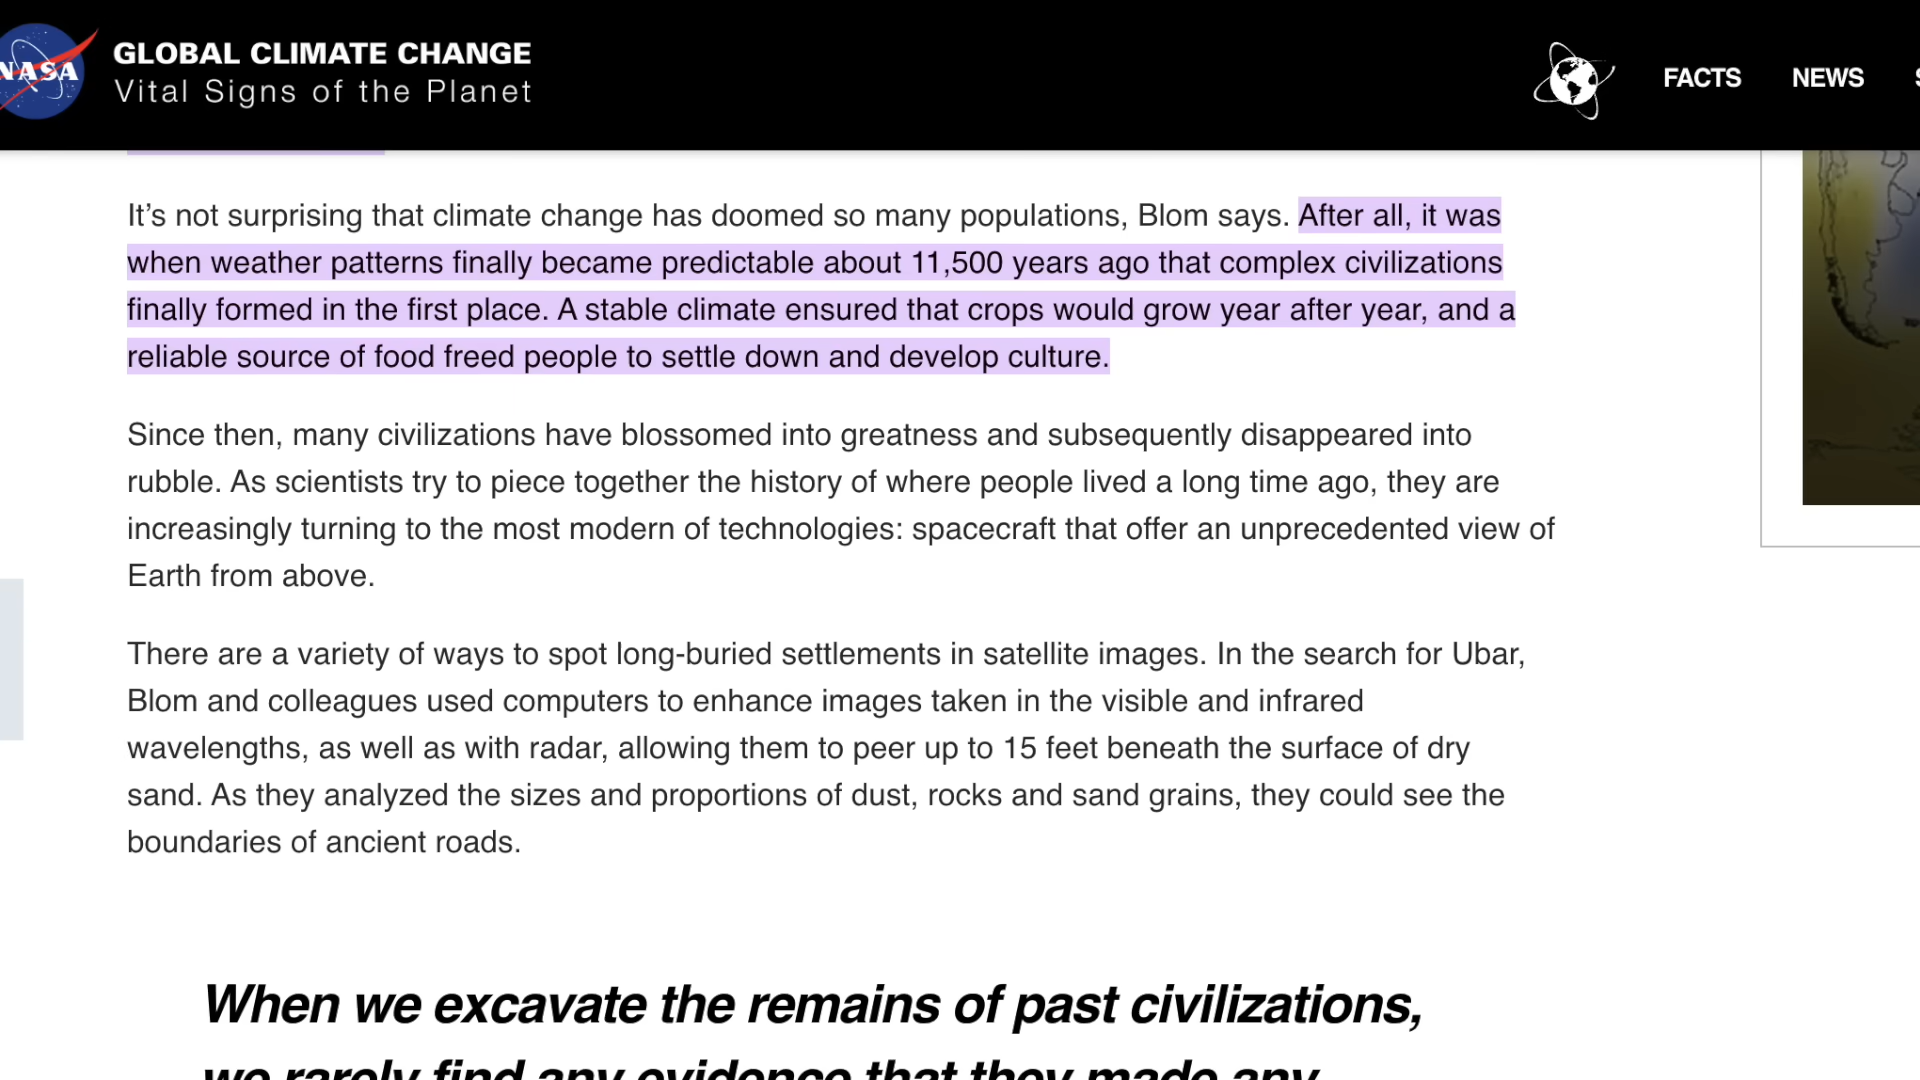 NASA
GLOBAL CLIMATE CHANGE
Vital Signs of the Planet
FACTS
NEWS
It’s not surprising that climate change has doomed so many populations, Blom says. After all, it was
when weather patterns finally became predictable about 11,500 years ago that complex civilizations
finally formed in the first place. A stable climate ensured that crops would grow year after year, and a
reliable source of food freed people to settle down and develop culture.
Since then, many civilizations have blossomed into greatness and subsequently disappeared into
rubble. As scientists try to piece together the history of where people lived a long time ago, they are
increasingly turning to the most modern of technologies: spacecraft that offer an unprecedented view of
Earth from above.
There are a variety of ways to spot long-buried settlements in satellite images. In the search for Ubar,
Blom and colleagues used computers to enhance images taken in the visible and infrared
wavelengths, as well as with radar, allowing them to peer up to 15 feet beneath the surface of dry
sand. As they analyzed the sizes and proportions of dust, rocks and sand grains, they could see the
boundaries of ancient roads.
When we excavate the remains of past civilizations,
we rarely find any evidence that they made any